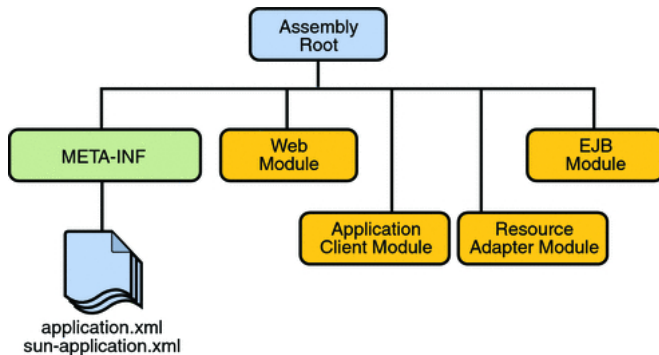 Assembly
Root
META-INF
Web
Module
EJB
Module
Application
Client Module
Resource
Adapter Module
application.xml
sun-application.xml